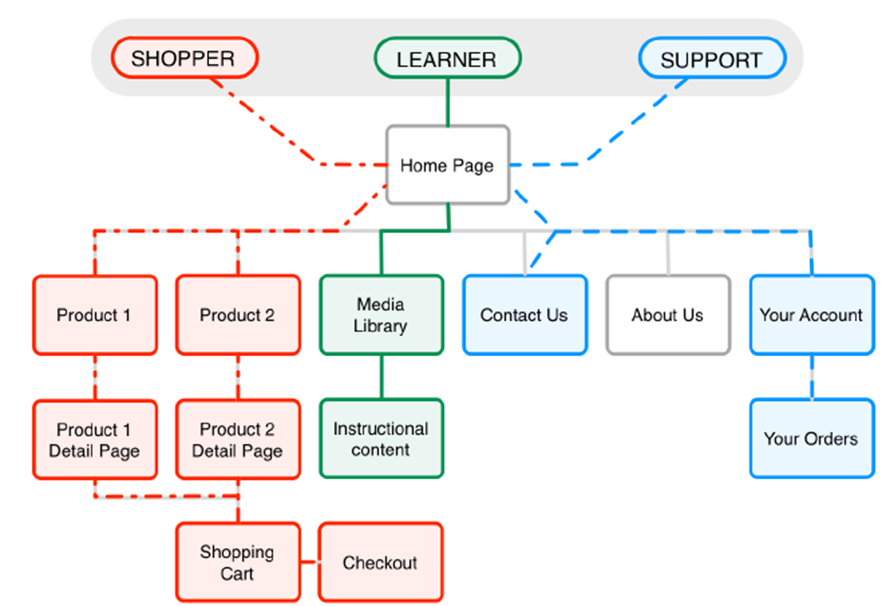 SHOPPER
LEARNER
SUPPORT
Home Page
Product 1
Product 2
Media
Library
Contact Us
About Us
Your Account
Product 1
Detail Page
Product 2
Detail Page
Instructional
content
Your Orders
Shopping
Cart
Checkout